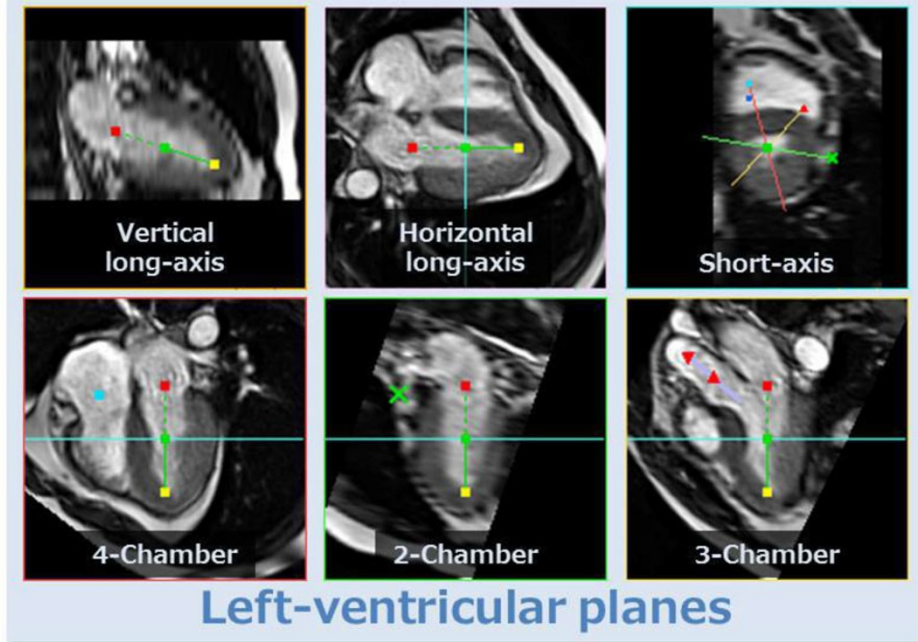 Vertical
long-axis
Horizontal
long-axis
Short-axis
4-Chamber
2-Chamber
3-Chamber
Left-ventricular planes